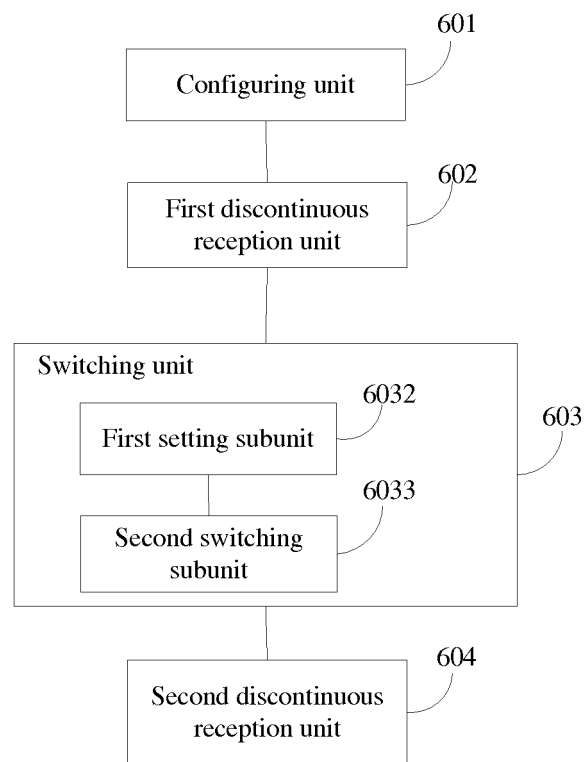 601
Configuring unit
602
First discontinuous
reception unit
Switching unit
6032
First setting subunit
603
6033
Second switching
subunit
604
Second discontinuous
reception unit